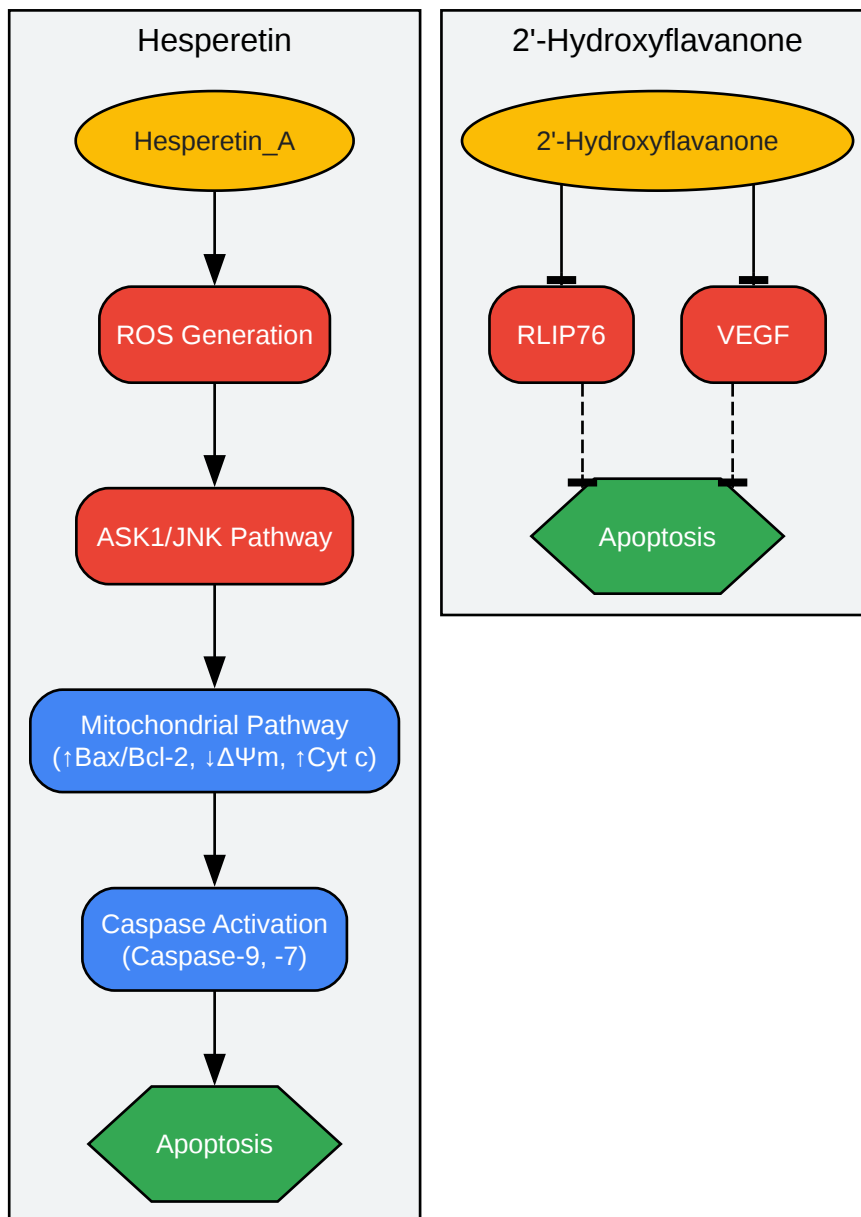 Hesperetin
Hesperetin_A
ROS Generation
ASK1/JNK Pathway
Mitochondrial Pathway
(↑Bax/Bcl-2, ↓ΔΨm, ↑Cyt c)
Caspase Activation
(Caspase-9, -7)
Apoptosis
2'-Hydroxyflavanone
2'-Hydroxyflavanone
RLIP76
VEGF
Apoptosis